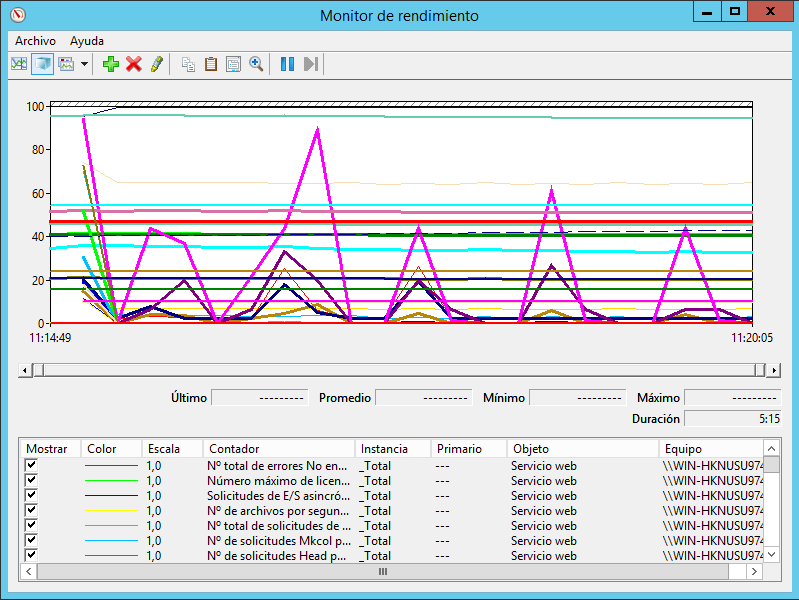 Monitor de rendimiento
Archivo Ayuda
100
80
60
40
20
0
11:14:49 11:20:05
Último --------- Promedio --------- Mínimo --------- Máximo ---------
Duración 5:15
Mostrar Color Escala Contador Instancia Primario Objeto Equipo
1,0 Nº total de errores No en... _Total --- Servicio web \\WIN-HKNUSU974
1,0 Número máximo de licen... _Total --- Servicio web \\WIN-HKNUSU974
1,0 Solicitudes de E/S asincró... _Total --- Servicio web \\WIN-HKNUSU974
1,0 Nº de archivos por segun... _Total --- Servicio web \\WIN-HKNUSU974
1,0 Nº total de solicitudes de ... _Total --- Servicio web \\WIN-HKNUSU974
1,0 Nº de solicitudes Mkcol p... _Total --- Servicio web \\WIN-HKNUSU974
1,0 Nº de solicitudes Head p... _Total --- Servicio web \\WIN-HKNUSU974